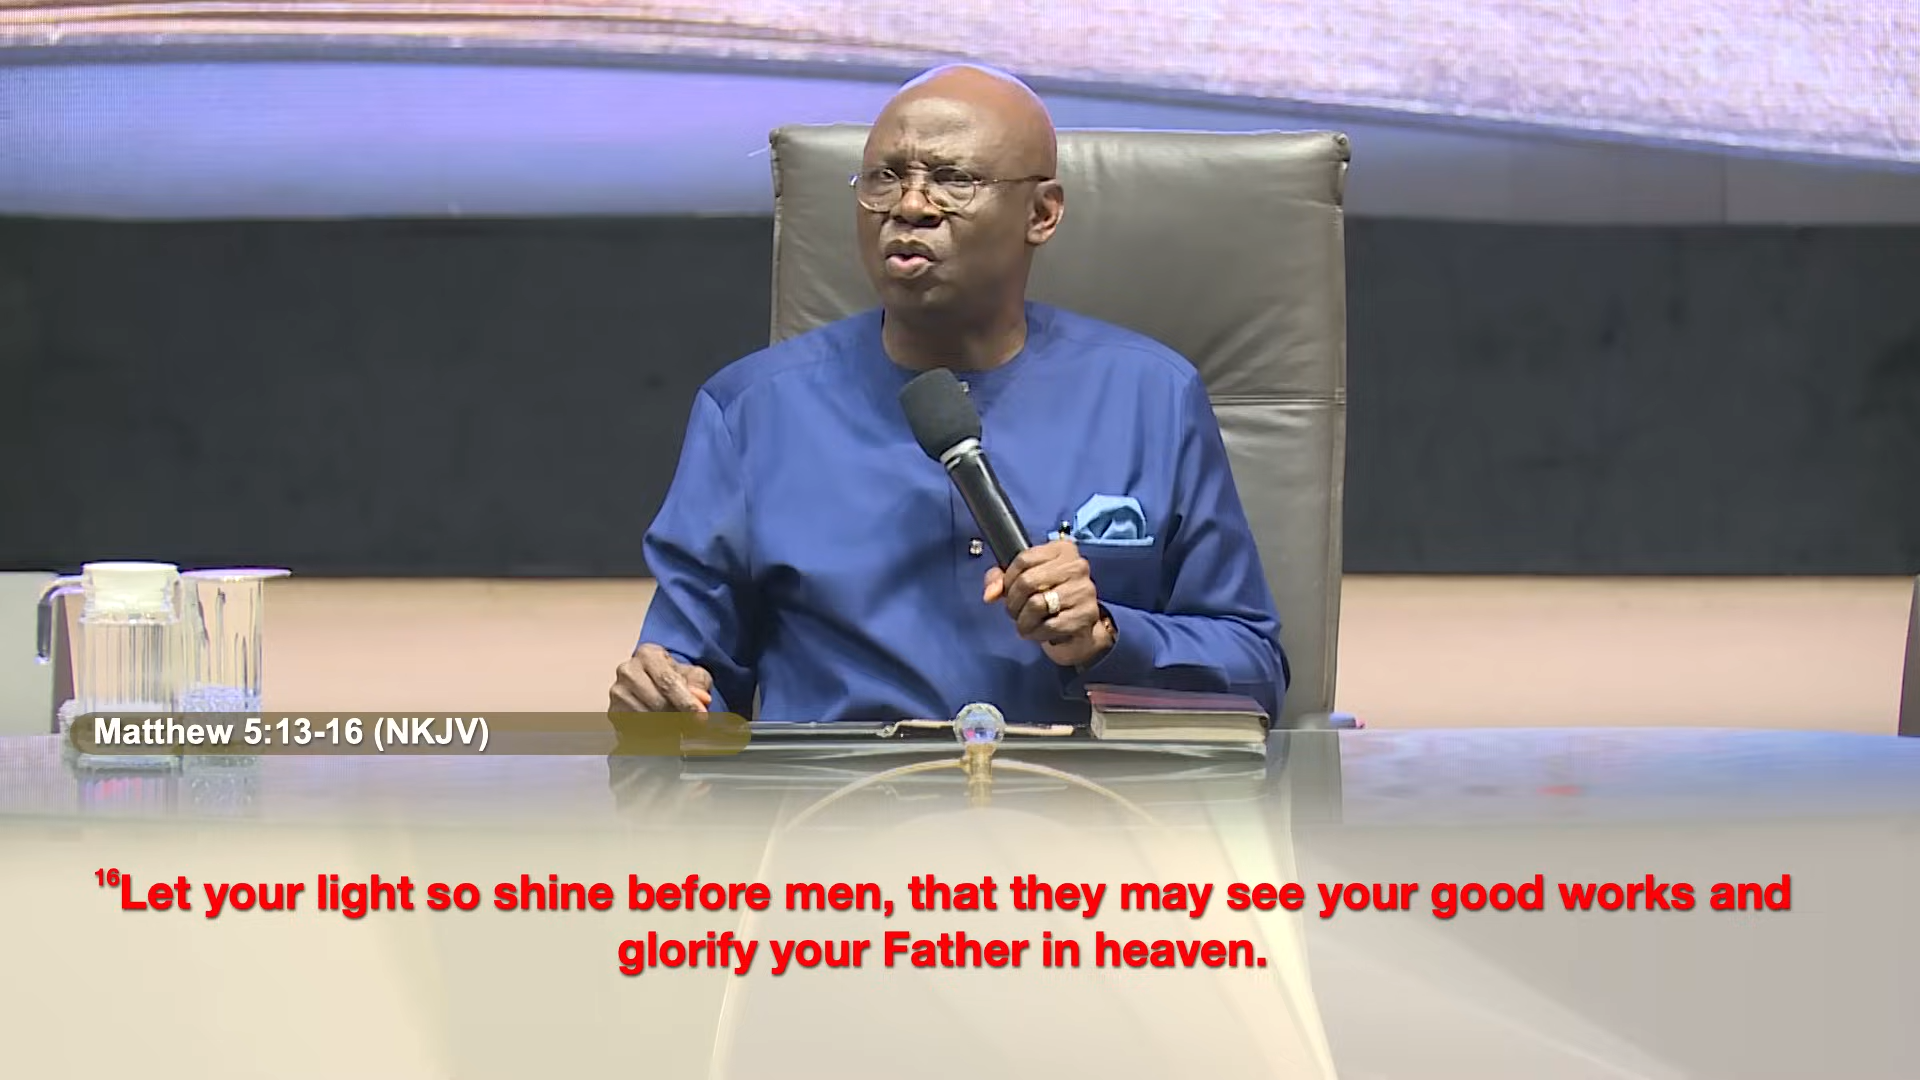 Matthew 5:13-16 (NKJV)
16Let your light so shine before men, that they may see your good works and
glorify your Father in heaven.